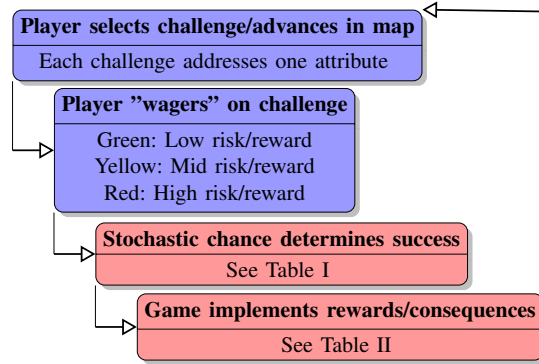 Player selects challenge/advances in map
Each challenge addresses one attribute
Player ”wagers” on challenge
Green: Low risk/reward
Yellow: Mid risk/reward
Red: High risk/reward
Stochastic chance determines success
See Table I
Game implements rewards/consequences
See Table II